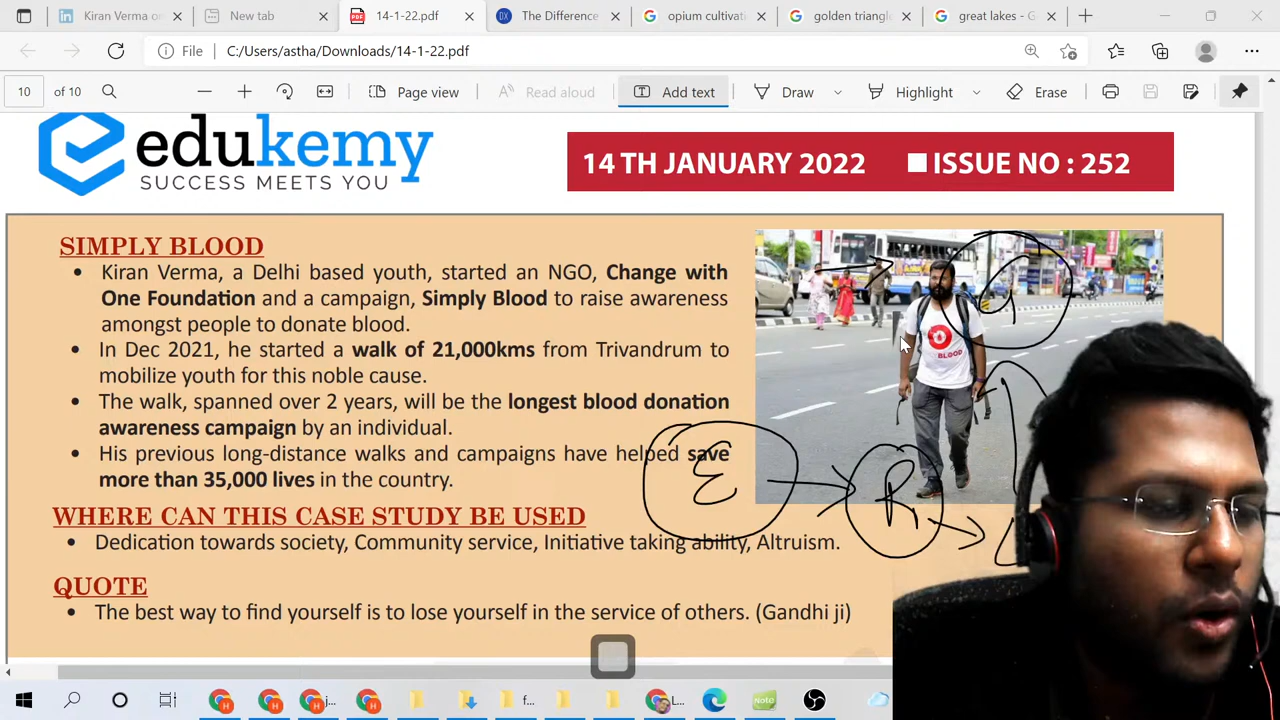 Kiran Verma on
New tab
14-1-22.pdf
The Difference
opium cultivati
golden triangle
great lakes - G
File
C:/Users/astha/Downloads/14-1-22.pdf
10
of 10
Page view
Read aloud
Add text
Draw
Highlight
Erase
edukemy
SUCCESS MEETS YOU
14 TH JANUARY 2022 ■ ISSUE NO : 252
SIMPLY BLOOD
• Kiran Verma, a Delhi based youth, started an NGO, Change with
One Foundation and a campaign, Simply Blood to raise awareness
amongst people to donate blood.
• In Dec 2021, he started a walk of 21,000kms from Trivandrum to
mobilize youth for this noble cause.
• The walk, spanned over 2 years, will be the longest blood donation
awareness campaign by an individual.
• His previous long-distance walks and campaigns have helped save
more than 35,000 lives in the country.
BLOOD
WHERE CAN THIS CASE STUDY BE USED
• Dedication towards society, Community service, Initiative taking ability, Altruism.
QUOTE
• The best way to find yourself is to lose yourself in the service of others. (Gandhi ji)
j...
f...
L...
Note